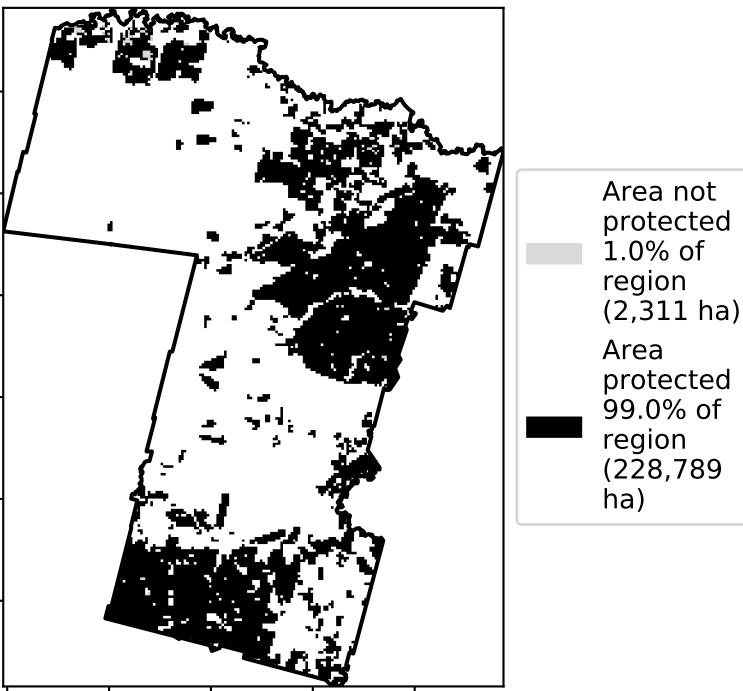 Area not
protected
1.0% of
region
(2,311 ha)
Area
protected
99.0% of
region
(228,789
ha)